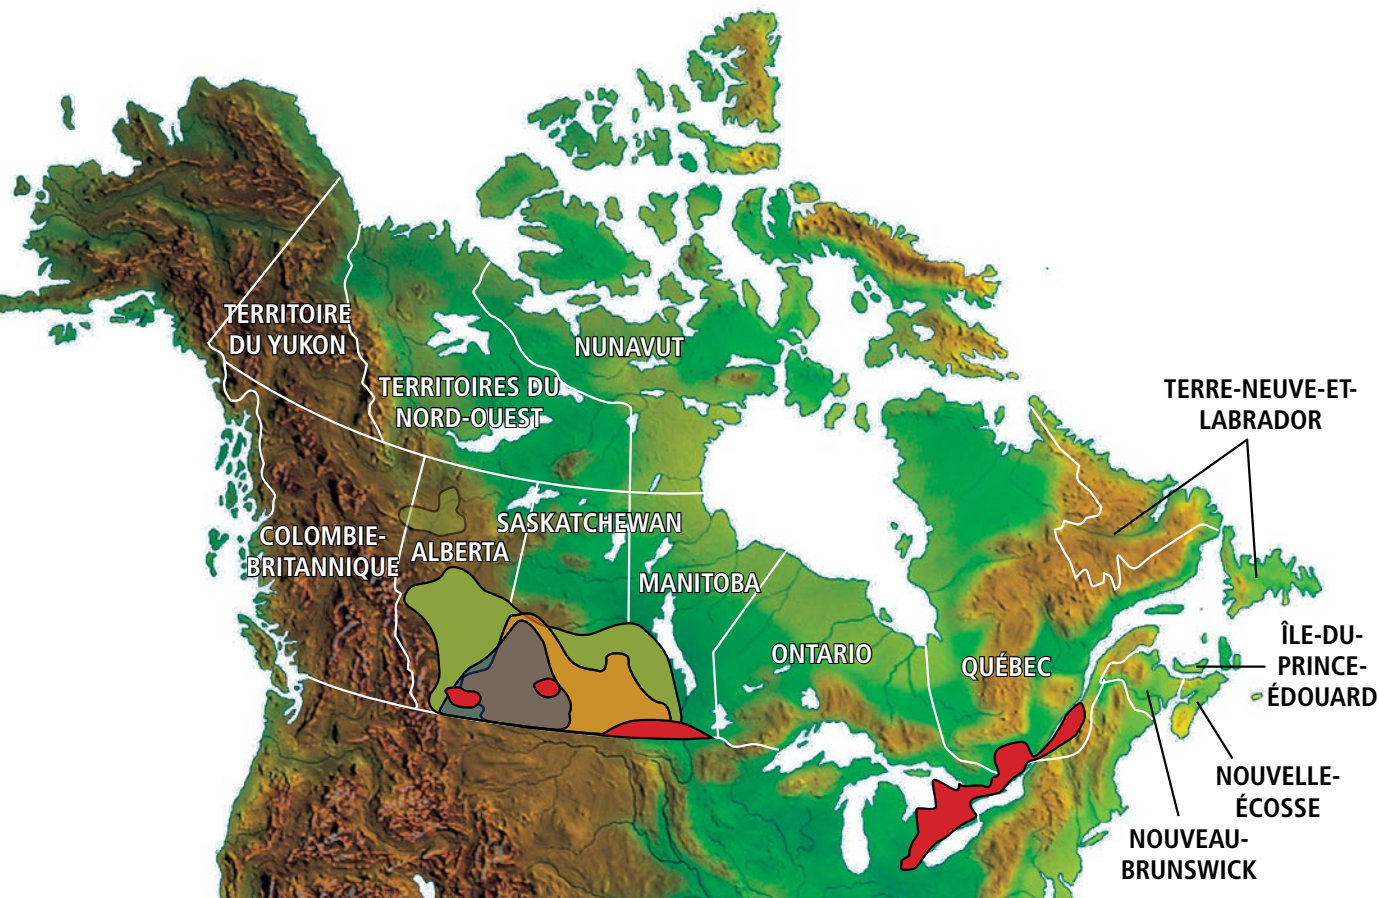 TERRITOIRE
DU YUKON
NUNAVUT
TERRITOIRES DU
NORD-OUEST
TERRE-NEUVE-ET-
LABRADOR
COLOMBIE-
BRITANNIQUE
ALBERTA
SASKATCHEWAN
MANITOBA
ONTARIO
QUÉBEC
ÎLE-DU-
PRINCE-
ÉDOUARD
NOUVELLE-
ÉCOSSE
NOUVEAU-
BRUNSWICK